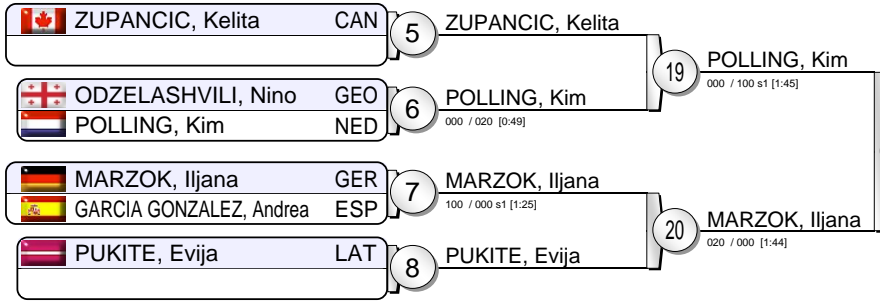 ZUPANCIC, Kelita CAN
5
ZUPANCIC, Kelita
19
POLLING, Kim
000 / 100 s1 [1:45]
ODZELASHVILI, Nino GEO
POLLING, Kim NED
6
POLLING, Kim
000 / 020 [0:49]
MARZOK, Iljana GER
GARCIA GONZALEZ, Andrea ESP
7
MARZOK, Iljana
100 / 000 s1 [1:25]
20
MARZOK, Iljana
020 / 000 [1:44]
PUKITE, Evija LAT
8
PUKITE, Evija